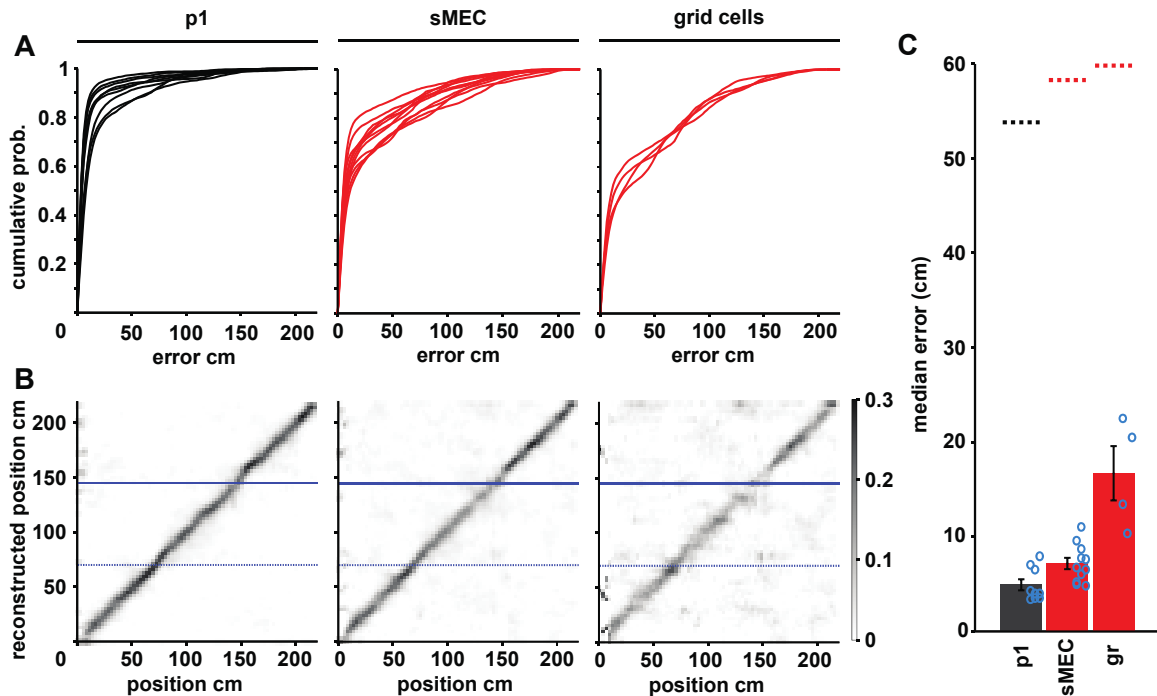 p1 sMEC grid cells
A
C
cumulative prob.
1
0.8
0.6
0.4
0.2
0 50 100 150 200
error cm
0 50 100 150 200
error cm
0 50 100 150 200
error cm
B
reconstructed position cm
200
150
100
50
0 50 100 150 200
position cm
0 50 100 150 200
position cm
0 50 100 150 200
position cm
0.3
0.2
0.1
0
median error (cm)
60
50
40
30
20
10
0
p1
sMEC
gr